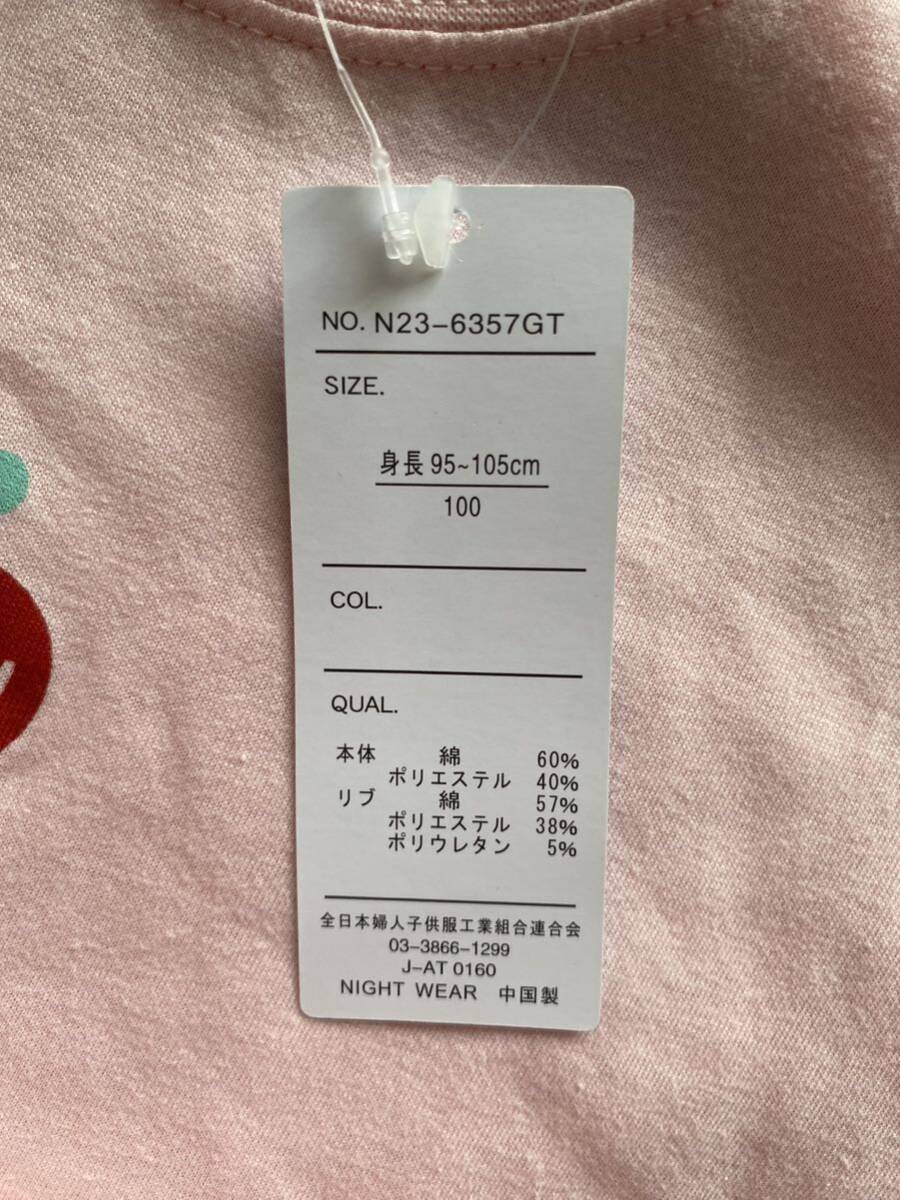 NO. N23-6357GT
SIZE.
身長 95~105cm
100
COL.
QUAL.
本体 綿 60%
ポリエステル 40%
リブ 綿 57%
ポリエステル 38%
ポリウレタン 5%
全日本婦人子供服工業組合連合会
03-3866-1299
J-AT 0160
NIGHT WEAR 中国製